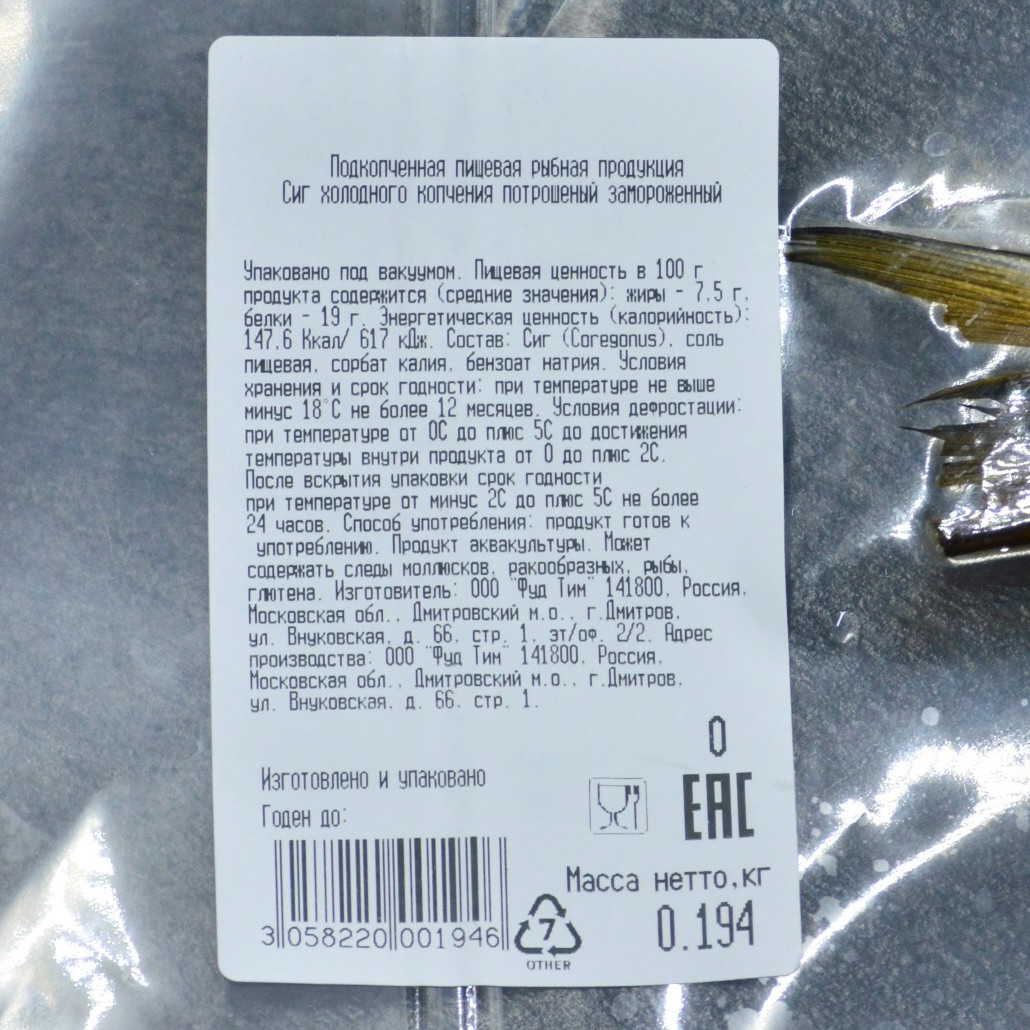 Подкопченная пищевая рыбная продукция
Сиг холодного копчения потрошеный замороженный
Упаковано под вакуумом. Пищевая ценность в 100 г
продукта содержится (средние значения): жиры - 7,5 г,
белки - 19 г. Энергетическая ценность (калорийность):
147,6 Ккал/ 617 кДж. Состав: Сиг (Coregonus), соль
пищевая, сорбат калия, бензоат натрия. Условия
хранения и срок годности: при температуре не выше
минус 18°С не более 12 месяцев. Условия дефростации:
при температуре от 0С до плюс 5С до достижения
температуры внутри продукта от 0 до плюс 2С.
После вскрытия упаковки срок годности
при температуре от минус 2С до плюс 5С не более
24 часов. Способ употребления: продукт готов к
употреблению. Продукт аквакультуры. Может
содержать следы моллюсков, ракообразных, рыбы,
глютена. Изготовитель: ООО "Фуд Тим" 141800, Россия,
Московская обл., Дмитровский м.о., г.Дмитров,
ул. Внуковская, д. 66, стр. 1, эт/оф. 2/2. Адрес
производства: ООО "Фуд Тим" 141800, Россия,
Московская обл., Дмитровский м.о., г.Дмитров,
ул. Внуковская, д. 66, стр. 1.
0
Изготовлено и упаковано
EAC
Годен до:
Масса нетто,кг
0.194
3 058220 001946
7
OTHER